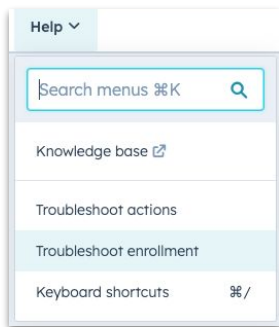 Help
Search menus ⌘K
Knowledge base
Troubleshoot actions
Troubleshoot enrollment
Keyboard shortcuts ⌘/